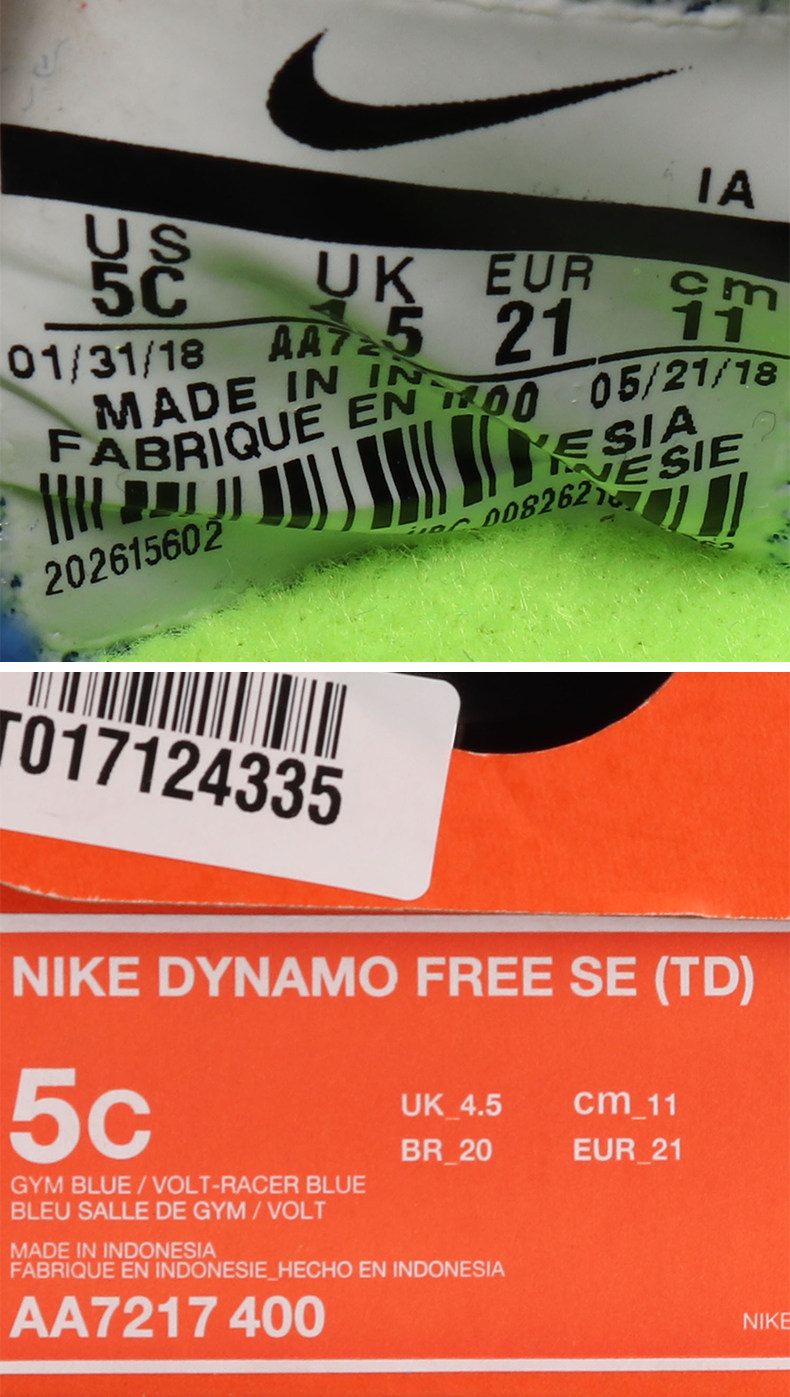 IA
US UK EUR cm
5C 5 21 11
01/31/18 05/21/18
MADE IN
FABRIQUE EN
202615602
T017124335
NIKE DYNAMO FREE SE (TD)
5C
UK_4.5 cm_11
BR_20 EUR_21
GYM BLUE / VOLT-RACER BLUE
BLEU SALLE DE GYM / VOLT
MADE IN INDONESIA
FABRIQUE EN INDONESIE_HECHO EN INDONESIA
AA7217 400
NIKE